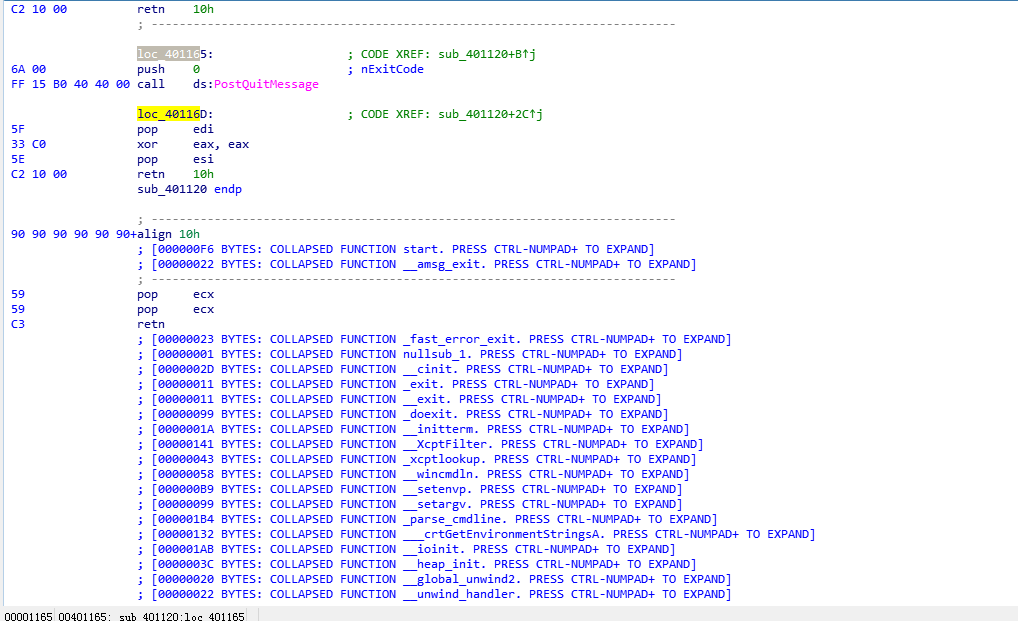 C2 10 00 retn 10h
; ---------------------------------------------------------------------------
loc_401165: ; CODE XREF: sub_401120+B↑j
6A 00 push 0 ; nExitCode
FF 15 B0 40 40 00 call ds:PostQuitMessage
loc_40116D: ; CODE XREF: sub_401120+2C↑j
5F pop edi
33 C0 xor eax, eax
5E pop esi
C2 10 00 retn 10h
sub_401120 endp
; ---------------------------------------------------------------------------
90 90 90 90 90 90+align 10h
; [000000F6 BYTES: COLLAPSED FUNCTION start. PRESS CTRL-NUMPAD+ TO EXPAND]
; [00000022 BYTES: COLLAPSED FUNCTION __amsg_exit. PRESS CTRL-NUMPAD+ TO EXPAND]
; ---------------------------------------------------------------------------
59 pop ecx
59 pop ecx
C3 retn
; [00000023 BYTES: COLLAPSED FUNCTION _fast_error_exit. PRESS CTRL-NUMPAD+ TO EXPAND]
; [00000001 BYTES: COLLAPSED FUNCTION nullsub_1. PRESS CTRL-NUMPAD+ TO EXPAND]
; [0000002D BYTES: COLLAPSED FUNCTION __cinit. PRESS CTRL-NUMPAD+ TO EXPAND]
; [00000011 BYTES: COLLAPSED FUNCTION _exit. PRESS CTRL-NUMPAD+ TO EXPAND]
; [00000011 BYTES: COLLAPSED FUNCTION __exit. PRESS CTRL-NUMPAD+ TO EXPAND]
; [00000099 BYTES: COLLAPSED FUNCTION _doexit. PRESS CTRL-NUMPAD+ TO EXPAND]
; [0000001A BYTES: COLLAPSED FUNCTION __initterm. PRESS CTRL-NUMPAD+ TO EXPAND]
; [00000141 BYTES: COLLAPSED FUNCTION __XcptFilter. PRESS CTRL-NUMPAD+ TO EXPAND]
; [00000043 BYTES: COLLAPSED FUNCTION _xcptlookup. PRESS CTRL-NUMPAD+ TO EXPAND]
; [00000058 BYTES: COLLAPSED FUNCTION __wincmdln. PRESS CTRL-NUMPAD+ TO EXPAND]
; [000000B9 BYTES: COLLAPSED FUNCTION __setenvp. PRESS CTRL-NUMPAD+ TO EXPAND]
; [00000099 BYTES: COLLAPSED FUNCTION __setargv. PRESS CTRL-NUMPAD+ TO EXPAND]
; [000001B4 BYTES: COLLAPSED FUNCTION _parse_cmdline. PRESS CTRL-NUMPAD+ TO EXPAND]
; [00000132 BYTES: COLLAPSED FUNCTION ___crtGetEnvironmentStringsA. PRESS CTRL-NUMPAD+ TO EXPAND]
; [000001AB BYTES: COLLAPSED FUNCTION __ioinit. PRESS CTRL-NUMPAD+ TO EXPAND]
; [0000003C BYTES: COLLAPSED FUNCTION __heap_init. PRESS CTRL-NUMPAD+ TO EXPAND]
; [00000020 BYTES: COLLAPSED FUNCTION __global_unwind2. PRESS CTRL-NUMPAD+ TO EXPAND]
; [00000022 BYTES: COLLAPSED FUNCTION __unwind_handler. PRESS CTRL-NUMPAD+ TO EXPAND]
00001165 00401165: sub_401120:loc_401165